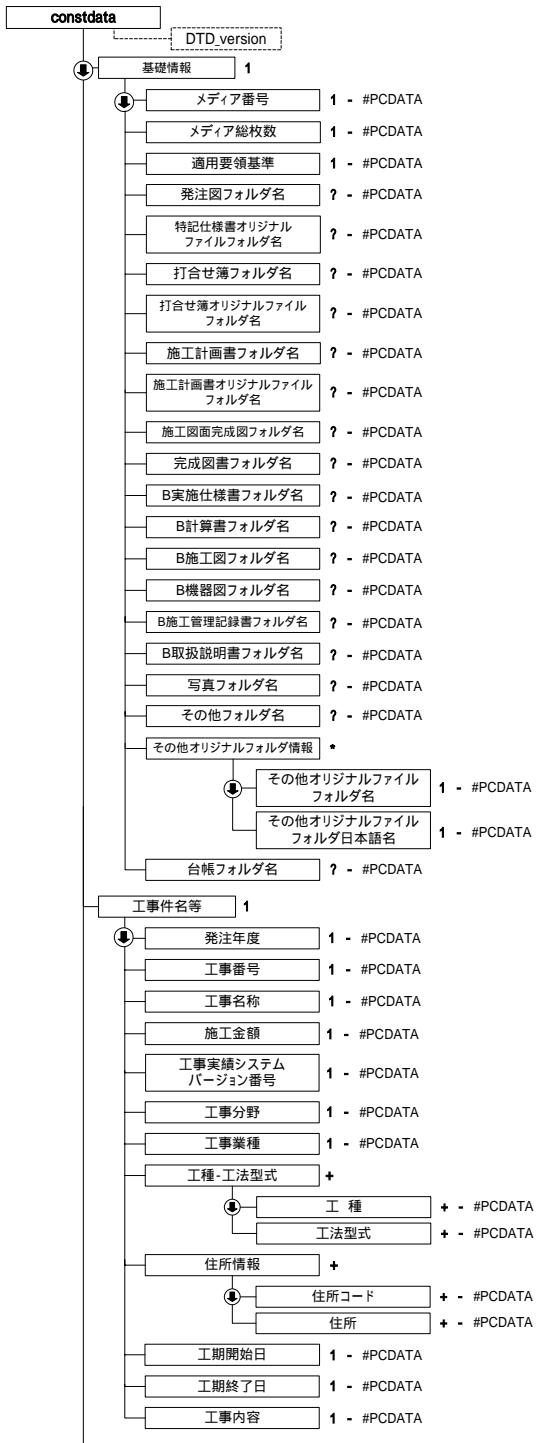 constdata
DTD_version
基礎情報 1
メディア番号 1 - #PCDATA
メディア総枚数 1 - #PCDATA
適用要領基準 1 - #PCDATA
発注図フォルダ名 ? - #PCDATA
特記仕様書オリジナル
ファイルフォルダ名 ? - #PCDATA
打合せ簿フォルダ名 ? - #PCDATA
打合せ簿オリジナルファイル
フォルダ名 ? - #PCDATA
施工計画書フォルダ名 ? - #PCDATA
施工計画書オリジナルファイル
フォルダ名 ? - #PCDATA
施工図面完成図フォルダ名 ? - #PCDATA
完成図書フォルダ名 ? - #PCDATA
B実施仕様書フォルダ名 ? - #PCDATA
B計算書フォルダ名 ? - #PCDATA
B施工図フォルダ名 ? - #PCDATA
B機器図フォルダ名 ? - #PCDATA
B施工管理記録書フォルダ名 ? - #PCDATA
B取扱説明書フォルダ名 ? - #PCDATA
写真フォルダ名 ? - #PCDATA
その他フォルダ名 ? - #PCDATA
その他オリジナルフォルダ情報 *
その他オリジナルファイル
フォルダ名 1 - #PCDATA
その他オリジナルファイル
フォルダ日本語名 1 - #PCDATA
台帳フォルダ名 ? - #PCDATA
工事件名等 1
発注年度 1 - #PCDATA
工事番号 1 - #PCDATA
工事名称 1 - #PCDATA
施工金額 1 - #PCDATA
工事実績システム
バージョン番号 1 - #PCDATA
工事分野 1 - #PCDATA
工事業種 1 - #PCDATA
工種-工法型式 +
工 種 + - #PCDATA
工法型式 + - #PCDATA
住所情報 +
住所コード + - #PCDATA
住所 + - #PCDATA
工期開始日 1 - #PCDATA
工期終了日 1 - #PCDATA
工事内容 1 - #PCDATA